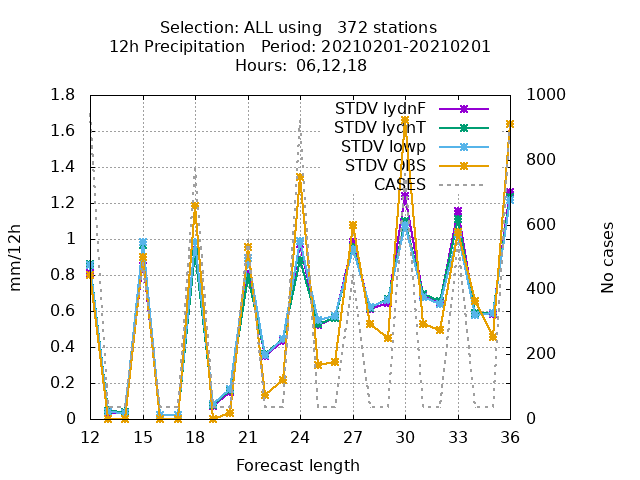 Selection: ALL using   372 stations
12h Precipitation   Period: 20210201-20210201
Hours: 06,12,18
STDV lydnF
STDV lydnT
STDV lowp
STDV OBS
CASES
1.8
1.6
1.4
1.2
1
0.8
0.6
0.4
0.2
0
1000
800
600
400
200
0
mm/12h
No cases
12 15 18 21 24 27 30 33 36
Forecast length